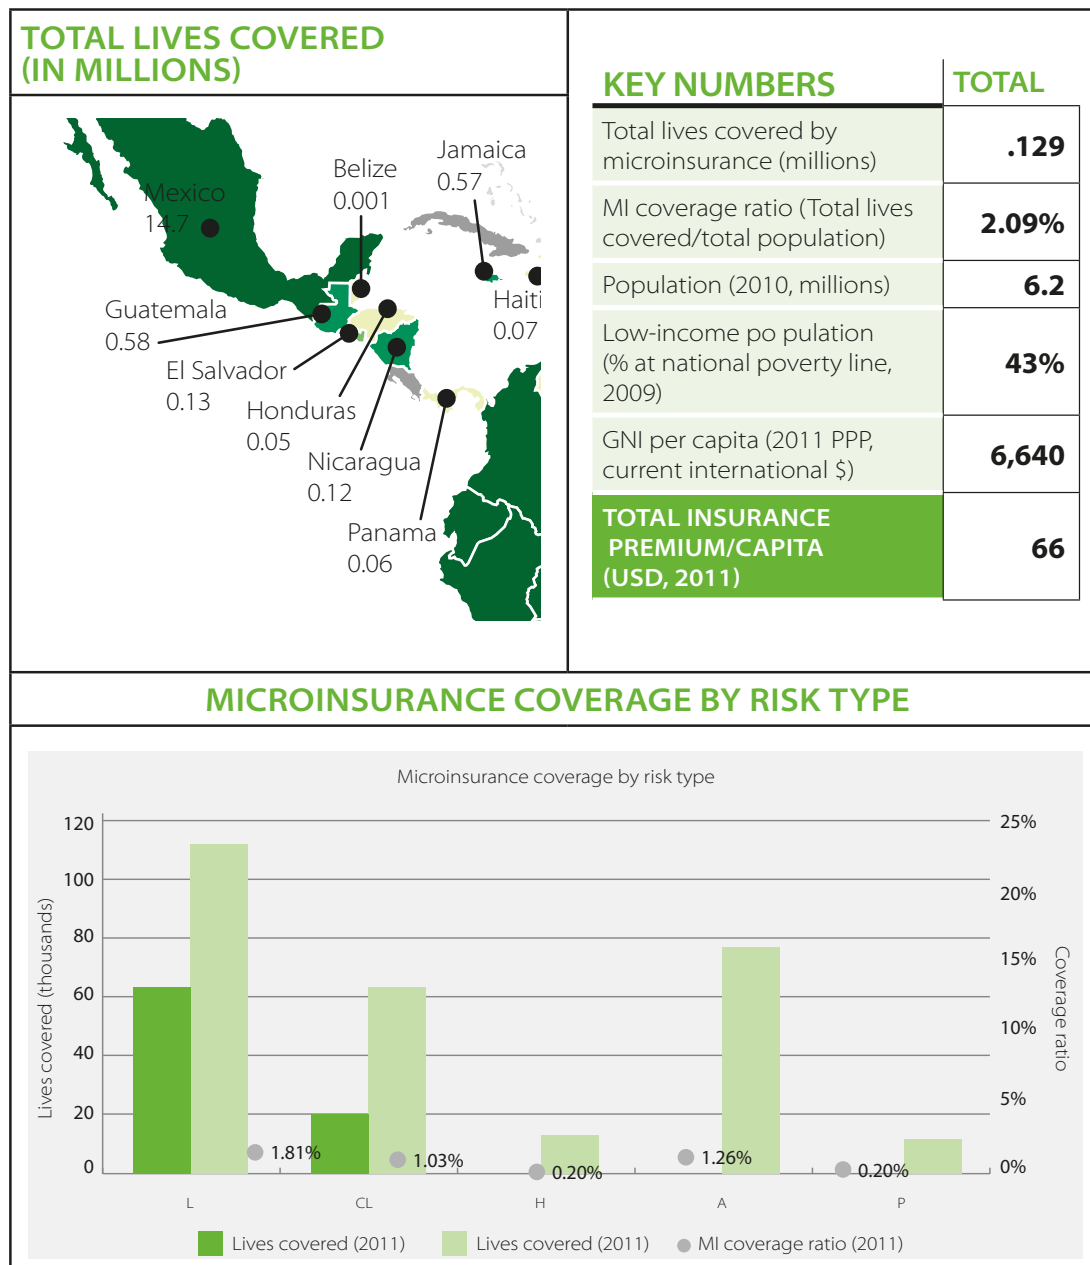 TOTAL LIVES COVERED
(IN MILLIONS)
Mexico
14.7
Belize
0.001
Jamaica
0.57
Guatemala
0.58
Haiti
0.07
El Salvador
0.13
Honduras
0.05
Nicaragua
0.12
Panama
0.06
KEY NUMBERS TOTAL
Total lives covered by
microinsurance (millions)
.129
MI coverage ratio (Total lives
covered/total population)
2.09%
Population (2010, millions) 6.2
Low-income po pulation
(% at national poverty line,
2009)
43%
GNI per capita (2011 PPP,
current international $)
6,640
TOTAL INSURANCE
PREMIUM/CAPITA
(USD, 2011)
66
MICROINSURANCE COVERAGE BY RISK TYPE
Microinsurance coverage by risk type
Lives covered (thousands)
120
100
80
60
40
20
0
25%
20%
15%
10%
5%
0%
Coverage ratio
1.81%
1.03%
0.20%
1.26%
0.20%
L CL H A P
Lives covered (2011) Lives covered (2011) MI coverage ratio (2011)